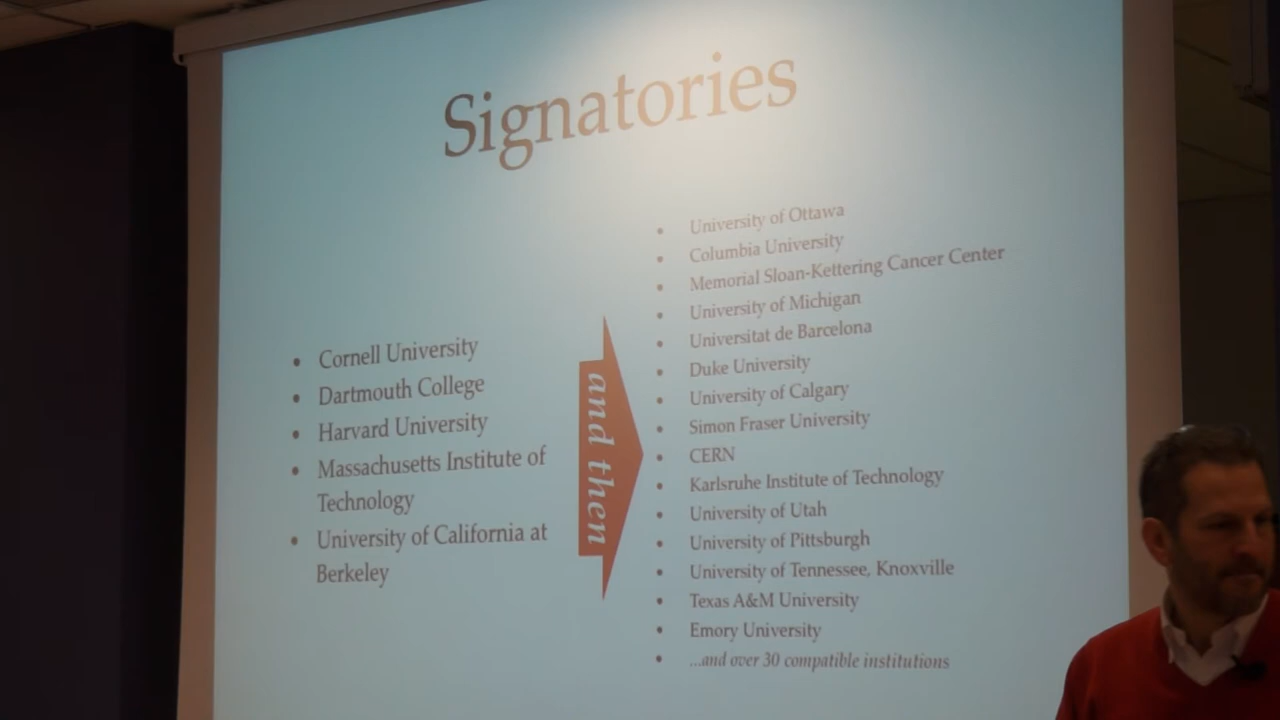 Signatories
• Cornell University
• Dartmouth College
• Harvard University
• Massachusetts Institute of
Technology
• University of California at
Berkeley
and then
• University of Ottawa
• Columbia University
• Memorial Sloan-Kettering Cancer Center
• University of Michigan
• Universitat de Barcelona
• Duke University
• University of Calgary
• Simon Fraser University
• CERN
• Karlsruhe Institute of Technology
• University of Utah
• University of Pittsburgh
• University of Tennessee, Knoxville
• Texas A&M University
• Emory University
• ...and over 30 compatible institutions